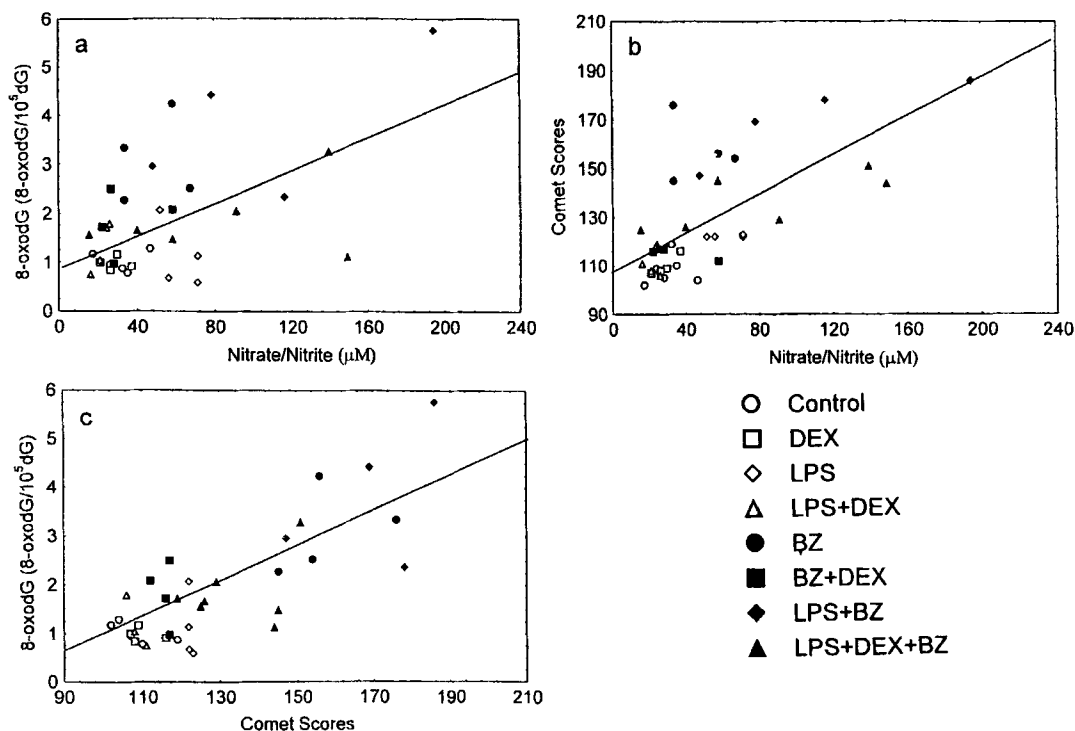 a
8-oxodG (8-oxodG/10⁵dG)
6
5
4
3
2
1
0
0 40 80 120 160 200 240
Nitrate/Nitrite (μM)
b
Comet Scores
210
190
170
150
130
110
90
0 40 80 120 160 200 240
Nitrate/Nitrite (μM)
c
8-oxodG (8-oxodG/10⁵dG)
6
5
4
3
2
1
0
90 110 130 150 170 190 210
Comet Scores
Control
DEX
LPS
LPS+DEX
BZ
BZ+DEX
LPS+BZ
LPS+DEX+BZ